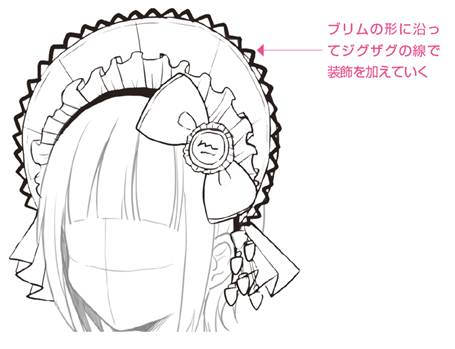 ブリムの形に沿っ
てジグザグの線で
装飾を加えていく